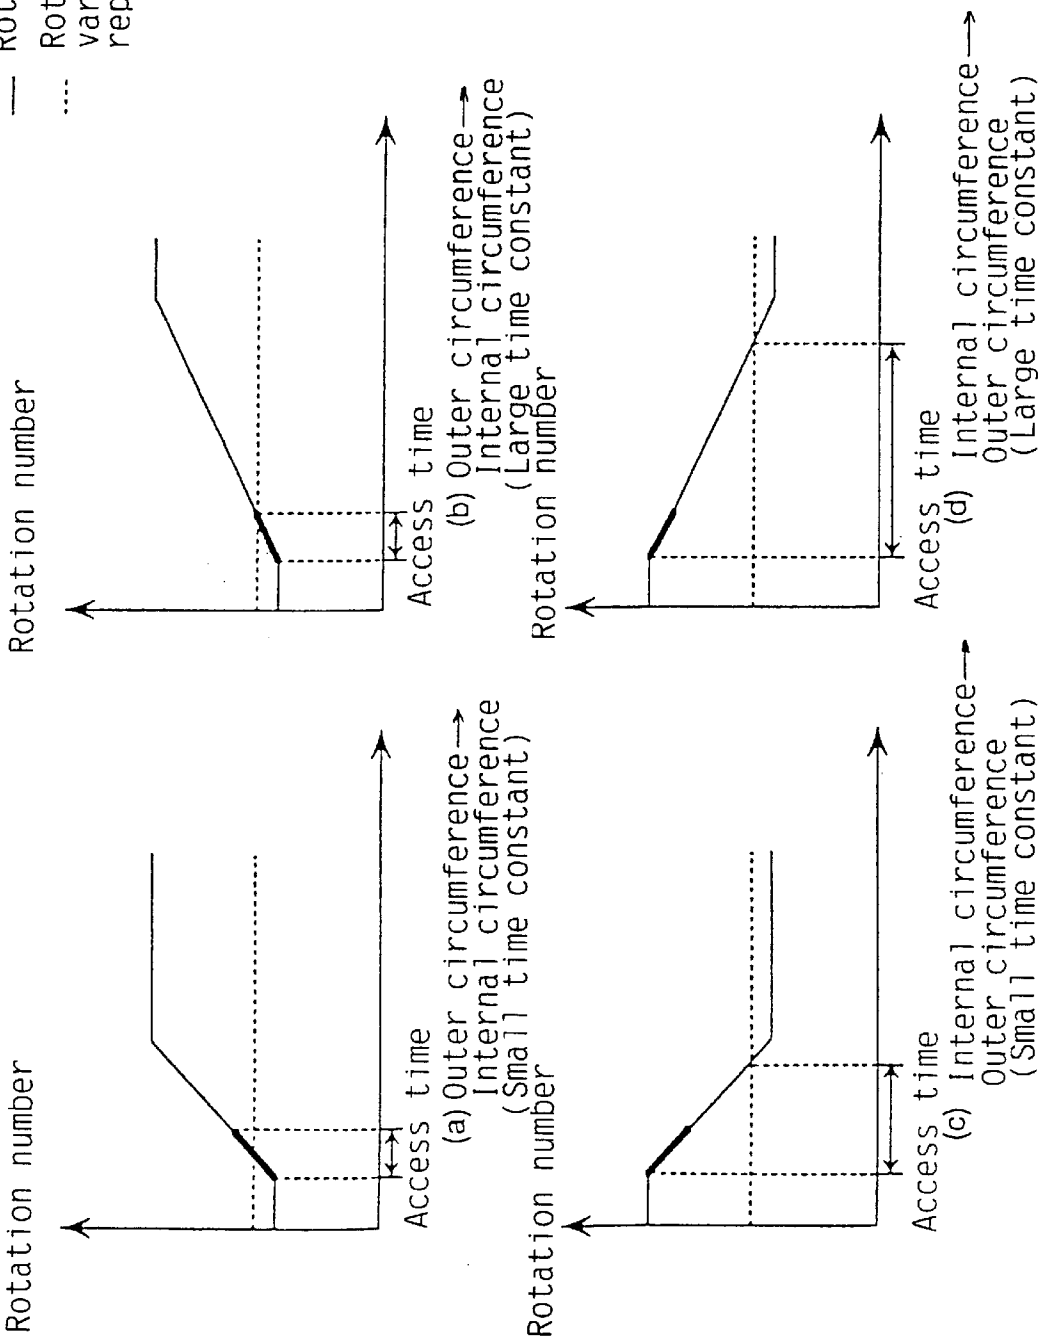 Rotation number
Access time
(a) Outer circumference→
Internal circumference
(Small time constant)
Rotation number
Access time
(b) Outer circumference→
Internal circumference
(Large time constant)
Rotation number
Access time
(c) Internal circumference→
Outer circumference
(Small time constant)
Rotation
number
Access time
(d) Internal circumference→
Outer circumference
(Large time constant)